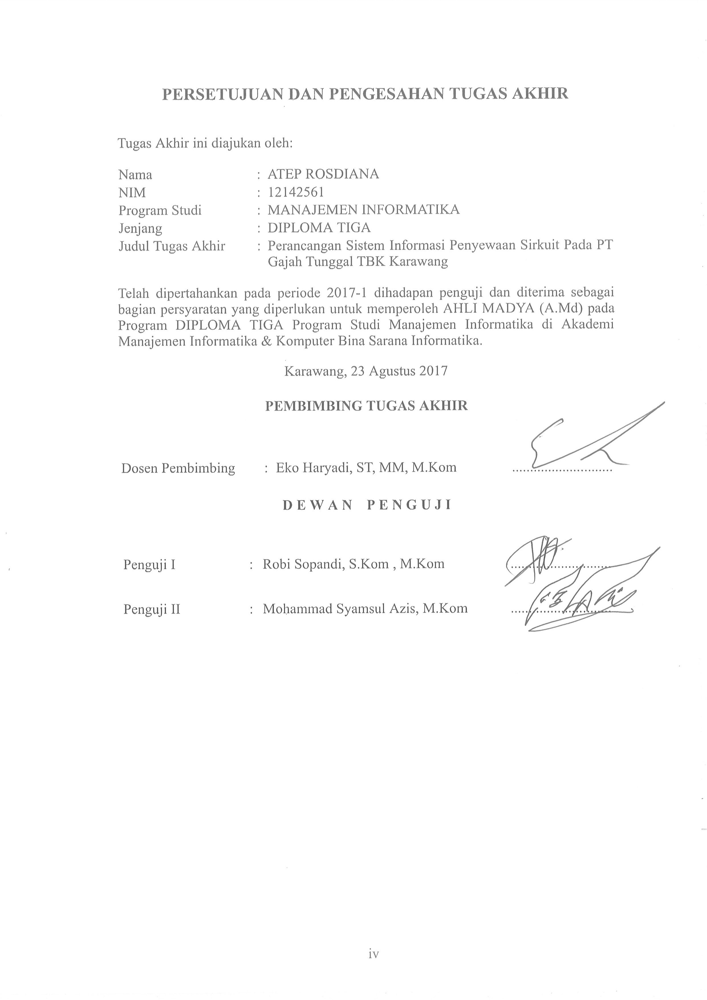 PERSETUJUAN DAN PENGESAHAN TUGAS AKHIR
Tugas Akhir ini diajukan oleh:
Nama : ATEP ROSDIANA
NIM : 12142561
Program Studi : MANAJEMEN INFORMATIKA
Jenjang : DIPLOMA TIGA
Judul Tugas Akhir : Perancangan Sistem Informasi Penyewaan Sirkuit Pada PT
Gajah Tunggal TBK Karawang
Telah dipertahankan pada periode 2017-1 dihadapan penguji dan diterima sebagai
bagian persyaratan yang diperlukan untuk memperoleh AHLI MADYA (A.Md) pada
Program DIPLOMA TIGA Program Studi Manajemen Informatika di Akademi
Manajemen Informatika & Komputer Bina Sarana Informatika.
Karawang, 23 Agustus 2017
PEMBIMBING TUGAS AKHIR
Dosen Pembimbing : Eko Haryadi, ST, MM, M.Kom
DEWAN PENGUJI
Penguji I : Robi Sopandi, S.Kom , M.Kom
Penguji II : Mohammad Syamsul Azis, M.Kom
iv